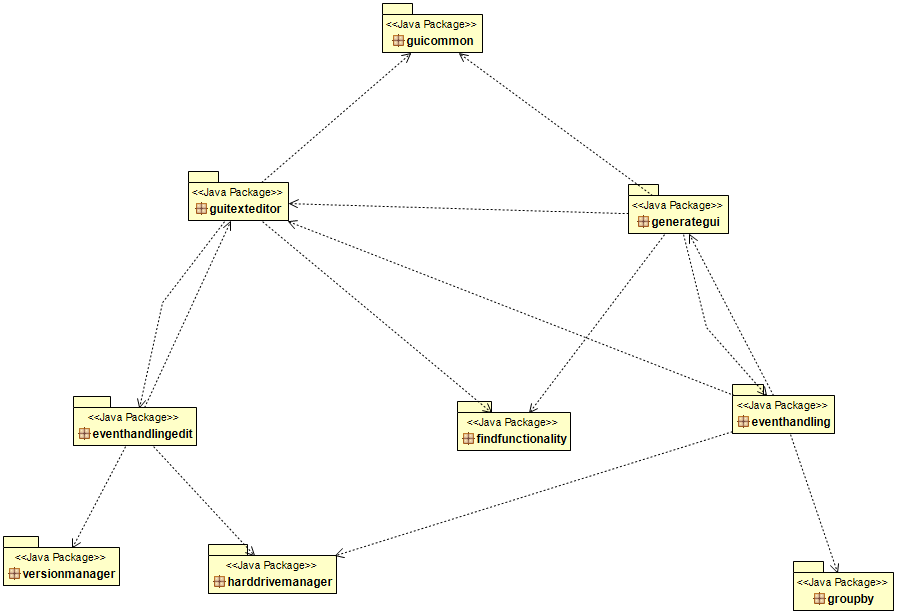 <<Java Package>>
guicommon
<<Java Package>>
guitexteditor
<<Java Package>>
generategui
<<Java Package>>
eventhandlingedit
<<Java Package>>
findfunctionality
<<Java Package>>
eventhandling
<<Java Package>>
versionmanager
<<Java Package>>
harddrivemanager
<<Java Package>>
groupby